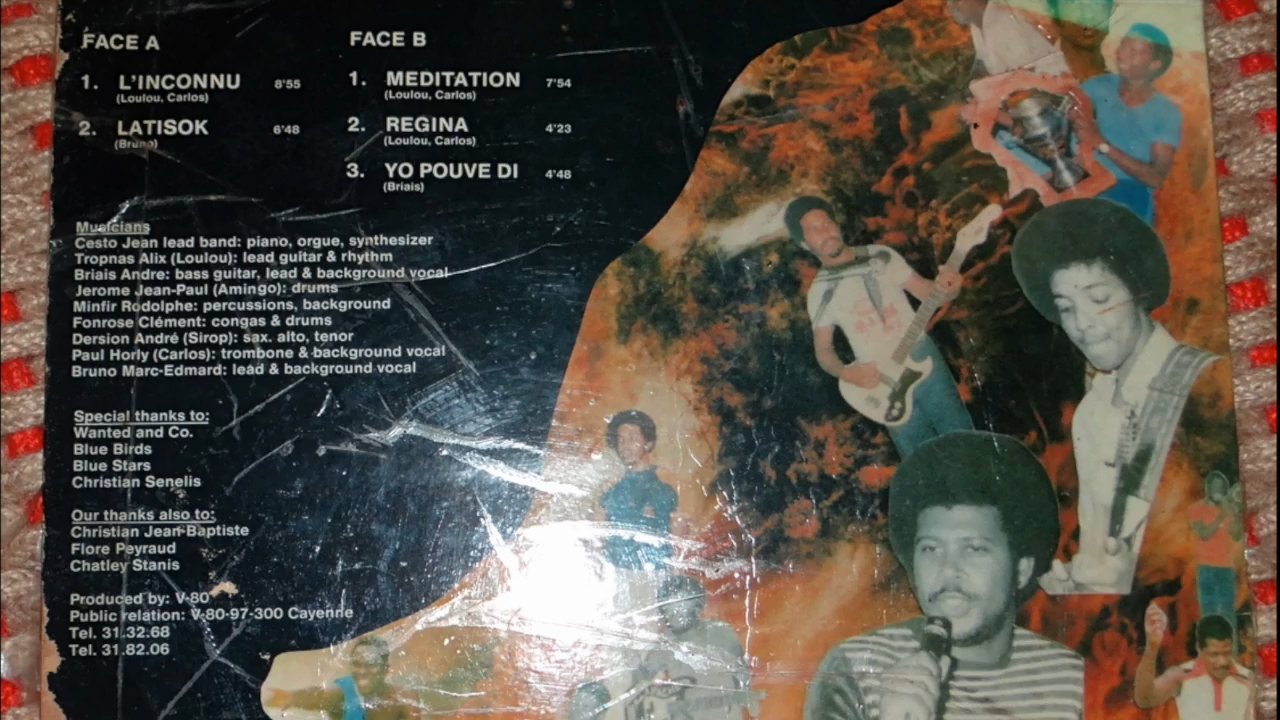 FACE A
1. L'INCONNU 8'55
(Loulou, Carlos)
2. LATISOK 6'48
(Bruno)
FACE B
1. MEDITATION 7'54
(Loulou, Carlos)
2. REGINA 4'23
(Loulou, Carlos)
3. YO POUVE DI 4'48
(Briais)
Musicians
Cesto Jean lead band: piano, orgue, synthesizer
Tropnas Alix (Loulou): lead guitar & rhythm
Briais Andre: bass guitar, lead & background vocal
Jerome Jean-Paul (Amingo): drums
Minfir Rodolphe: percussions, background
Fonrose Clément: congas & drums
Dersion André (Sirop): sax. alto, tenor
Paul Horly (Carlos): trombone & background vocal
Bruno Marc-Edmard: lead & background vocal
Special thanks to:
Wanted and Co.
Blue Birds
Blue Stars
Christian Senelis
Our thanks also to:
Christian Jean-Baptiste
Flore Peyraud
Chatley Stanis
Produced by: V-80
Public relation: V-80-97-300 Cayenne
Tel. 31.32.68
Tel. 31.82.06